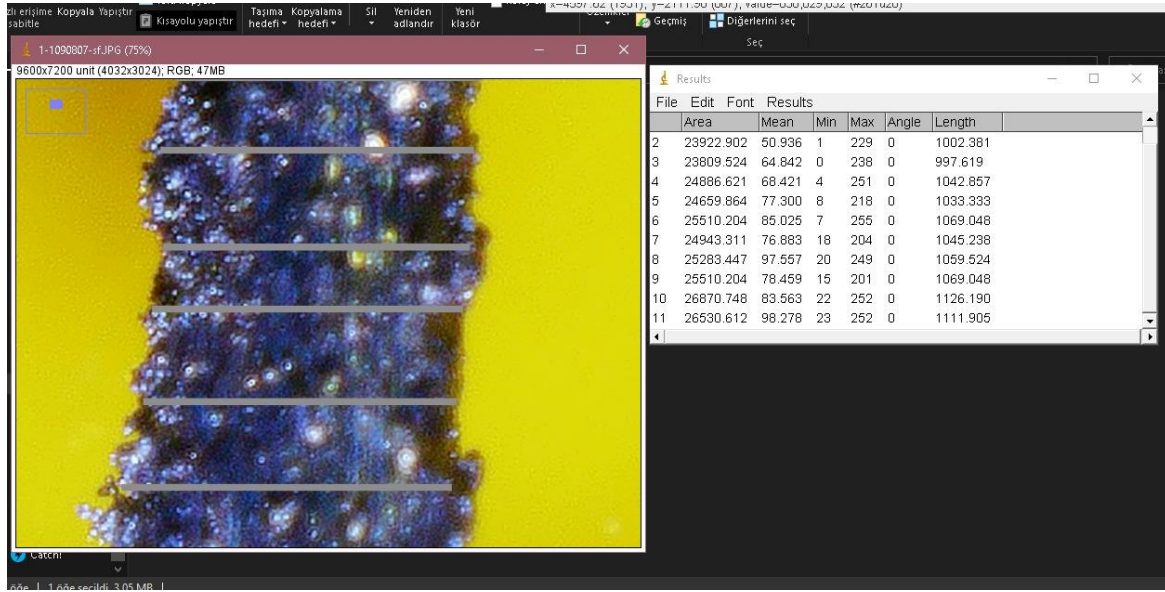 zlı erişime Kopyala Yapıştır
sabitle
Kısayolu yapıştır
Taşıma
hedefi
Kopyalama
hedefi
Sil
Yeniden
adlandır
Yeni
klasör
Geçmiş
Diğerlerini seç
Seç
1-1090807-sf.JPG (75%)
9600x7200 unit (4032x3024); RGB; 47MB
Results
File Edit Font Results
Area Mean Min Max Angle Length
2 23922.902 50.936 1 229 0 1002.381
3 23809.524 64.842 0 238 0 997.619
4 24886.621 68.421 4 251 0 1042.857
5 24659.864 77.300 8 218 0 1033.333
6 25510.204 85.025 7 255 0 1069.048
7 24943.311 76.883 18 204 0 1045.238
8 25283.447 97.557 20 249 0 1059.524
9 25510.204 78.459 15 201 0 1069.048
10 26870.748 83.563 22 252 0 1126.190
11 26530.612 98.278 23 252 0 1111.905
Catch!
öğe | 1 öğe seçildi 3,05 MB |